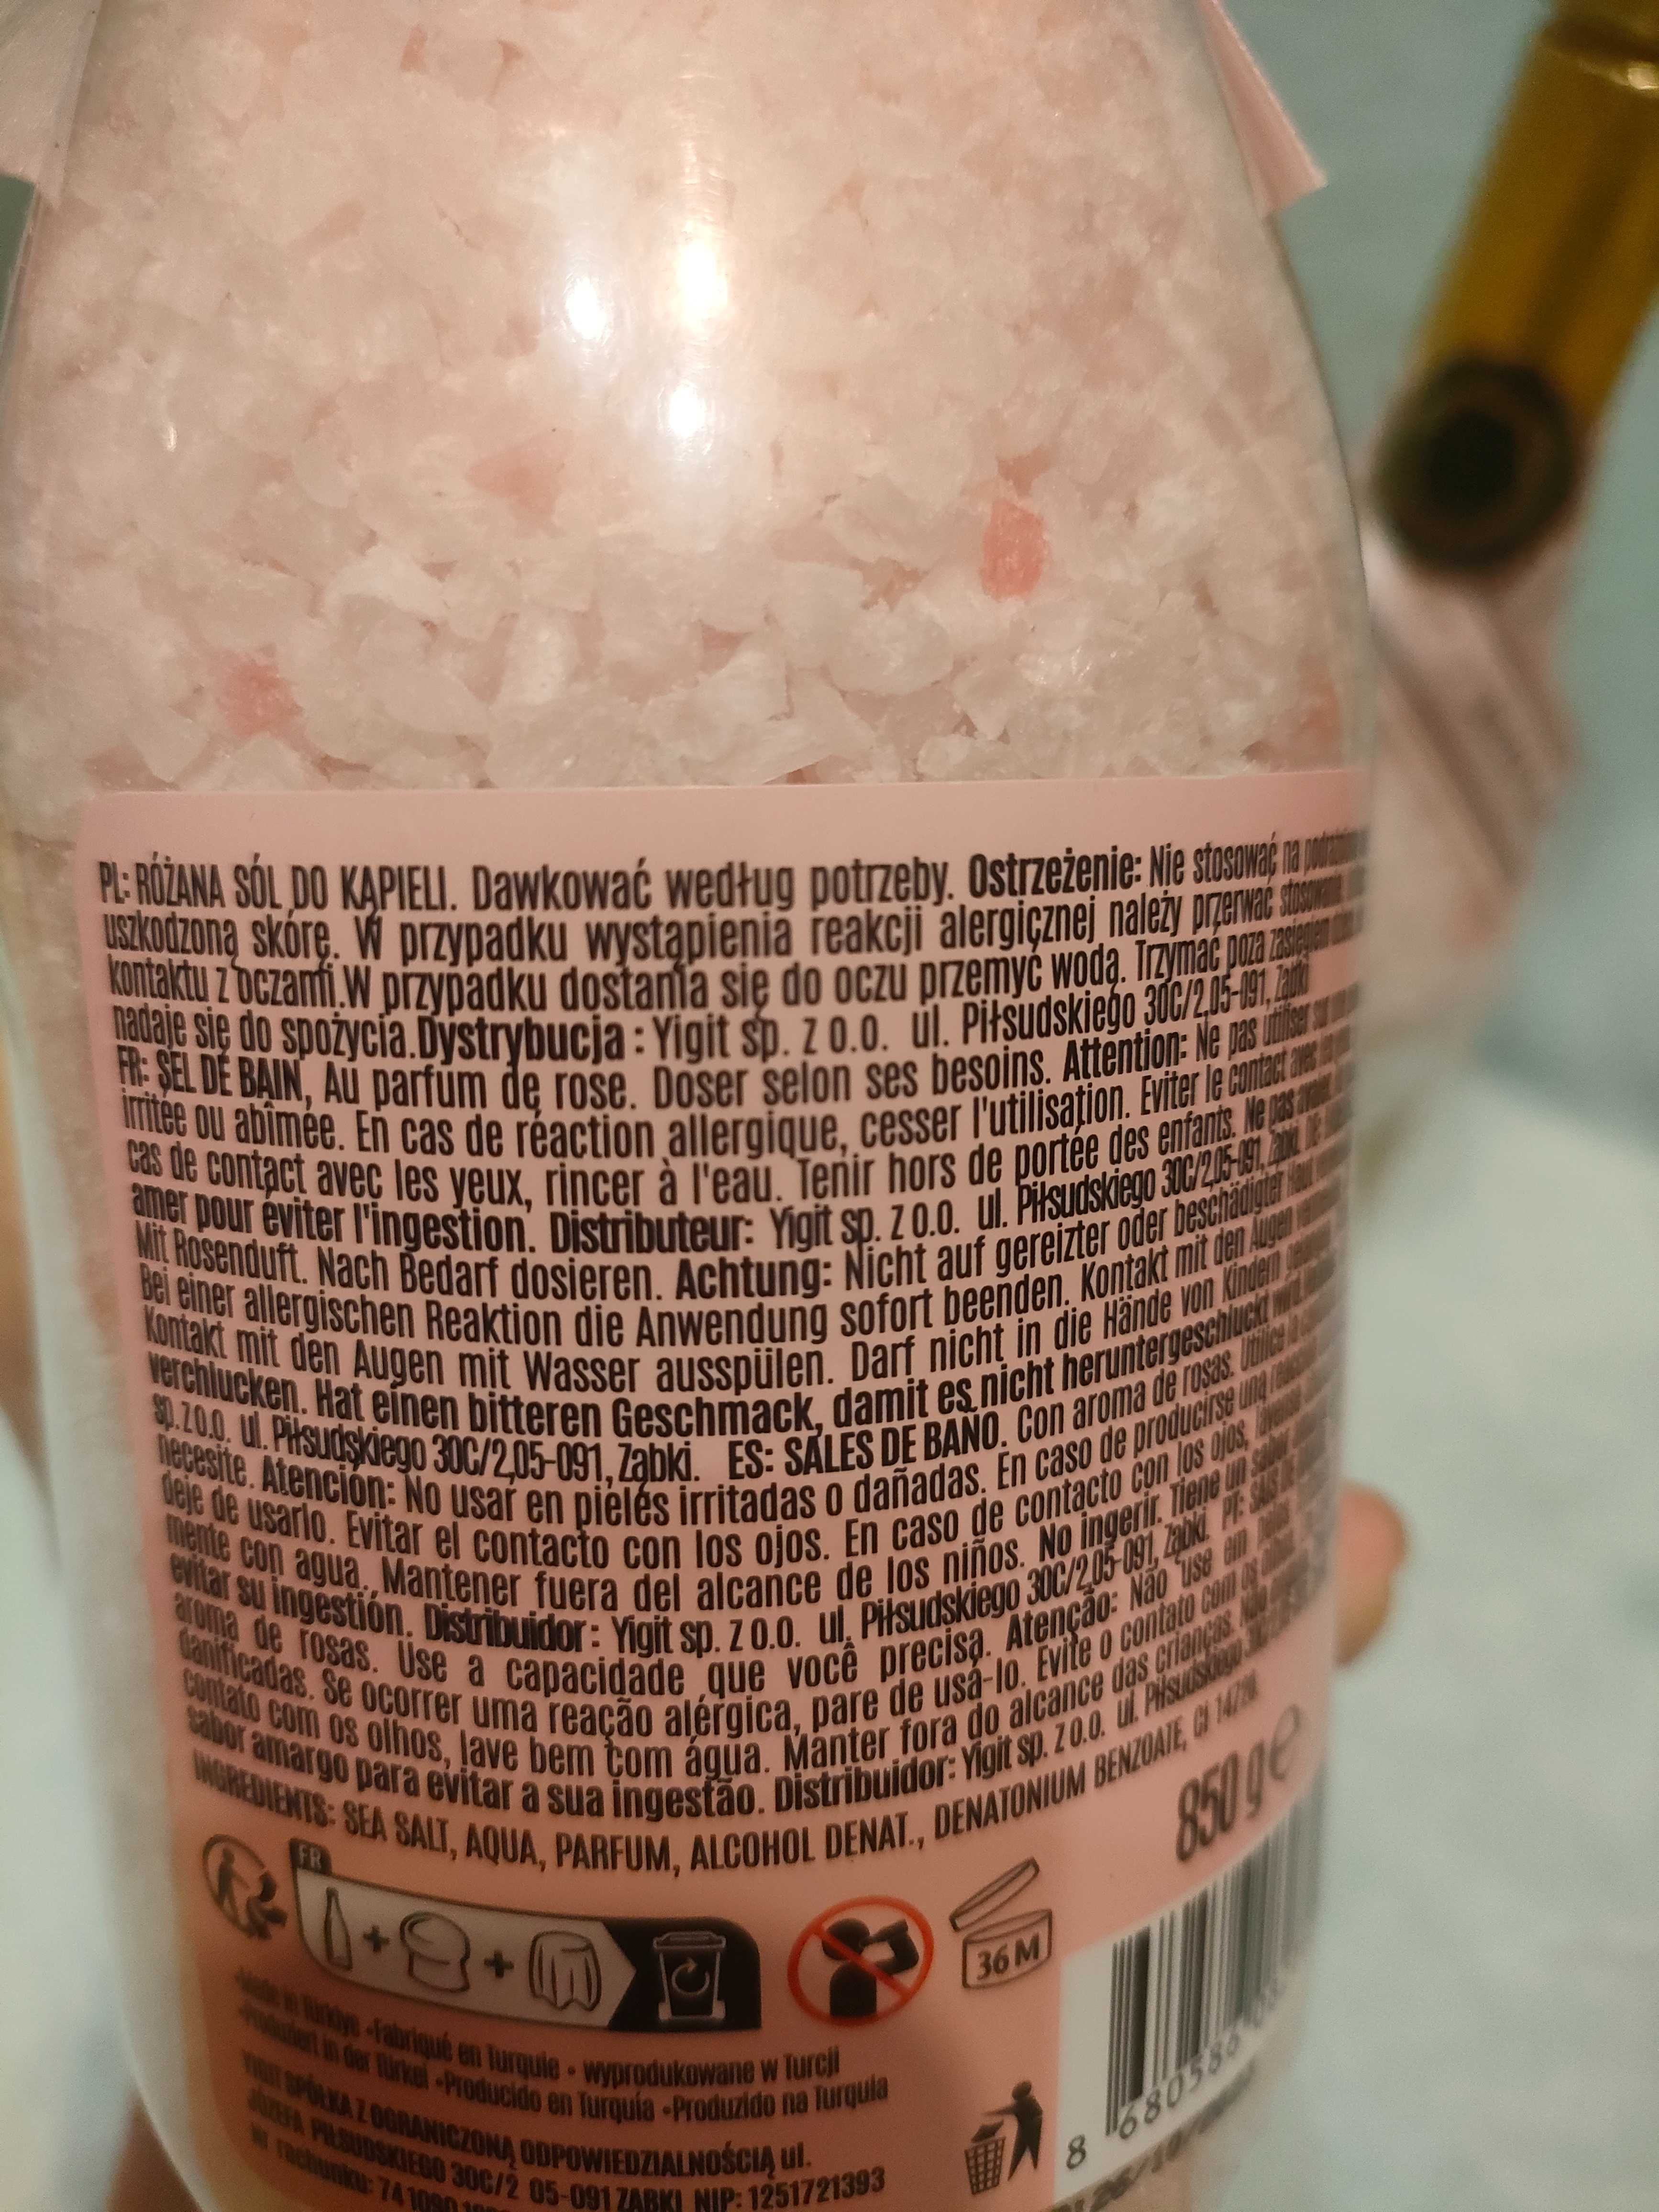 PL: RÓŻANA SÓL DO KĄPIELI. Dawkować według potrzeby. Ostrzeżenie: Nie stosować na
uszkodzoną skórę. W przypadku wystąpienia reakcji alergicznej należy przerwać
kontaktu z oczami.W przypadku dostania się do oczu przemyć wodą. Trzymać poza zasięgiem
nadaje się do spożycia.Dystrybucja : Yigit sp. z o.o. ul. Piłsudskiego 30C/2,05-091, Ząbki
FR: SEL DE BAIN, Au parfum de rose. Doser selon ses besoins. Attention: Ne pas utiliser sur
irritée ou abîmée. En cas de réaction allergique, cesser l'utilisation. Eviter le contact avec
cas de contact avec les yeux, rincer à l'eau. Tenir hors de portée des enfants. Ne pas
amer pour éviter l'ingestion. Distributeur: Yigit sp. Z O.O. ul. Piłsudskiego 30C/2,05-091, Ząbki.
Mit Rosenduft. Nach Bedarf dosieren. Achtung: Nicht auf gereizter oder beschädigter Haut
Bei einer allergischen Reaktion die Anwendung sofort beenden. Kontakt mit den Augen
Kontakt mit den Augen mit Wasser ausspülen. Darf nicht in die Hände von Kindern
verchlucken. Hat einen bitteren Geschmack, damit es nicht heruntergeschluckt wird.
sp.z o.o. ul. Piłsudskiego 30C/2,05-091, Ząbki. ES: SALES DE BAÑO. Con aroma de rosas. Utilice
necesite. Atención: No usar en pieles irritadas o dañadas. En caso de producirse una
deje de usarlo. Evitar el contacto con los ojos. En caso de contacto con los ojos,
mente con agua. Mantener fuera del alcance de los niños. No ingerir. Tiene un sabor
evitar su ingestión. Distribuidor : Yigit sp. Z O.O. ul. Piłsudskiego 30C/2,05-091, Ząbki. PT: SAIS DE
aroma de rosas. Use a capacidade que você precisa. Atenção: Não use em
danificadas. Se ocorrer uma reação alérgica, pare de usá-lo. Evite o contato com os olhos.
contato com os olhos, lave bem com água. Manter fora do alcance das crianças. Não
sabor amargo para evitar a sua ingestão. Distribuidor: Yigit sp. Z O.O. ul. Piłsudskiego
INGREDIENTS: SEA SALT, AQUA, PARFUM, ALCOHOL DENAT., DENATONIUM BENZOATE, CI 14720.
850 g e
FR
36 M
•Made in Türkiye •Fabriqué en Turquie • wyprodukowane w Turcji
•Produziert in der Türkei •Producido en Turquía •Produzido na Turquia
YIGIT SPÓŁKA Z OGRANICZONĄ ODPOWIEDZIALNOŚCIĄ ul.
JÓZEFA PIŁSUDSKIEGO 30C/2 05-091 ZĄBKI NIP: 1251721393
Nr rachunku: 74 1090
8 680586